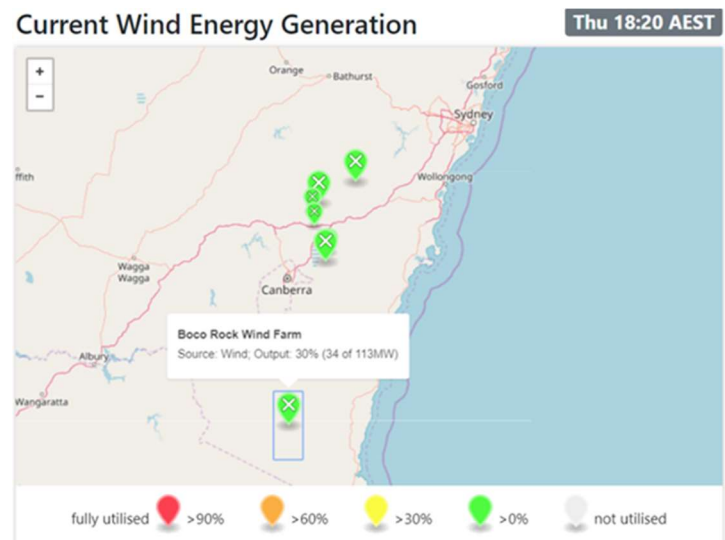 Current Wind Energy Generation
Thu 18:20 AEST
+
−
Orange
Bathurst
Gosford
Sydney
ffith
Wollongong
Wagga
Wagga
Canberra
Boco Rock Wind Farm
Source: Wind; Output: 30% (34 of 113MW)
Albury
Wangaratta
fully utilised >90% >60% >30% >0% not utilised